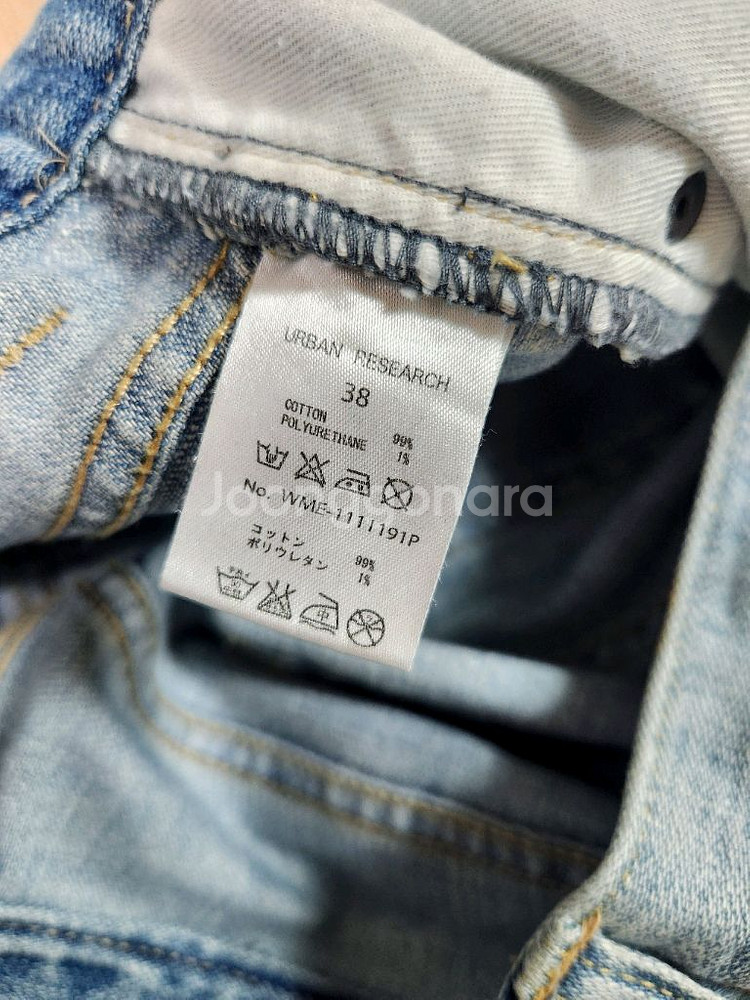 URBAN RESEARCH
38
COTTON 99%
POLYURETHANE 1%
No. WME-1111191P
コットン 99%
ポリウレタン 1%
Joongonara